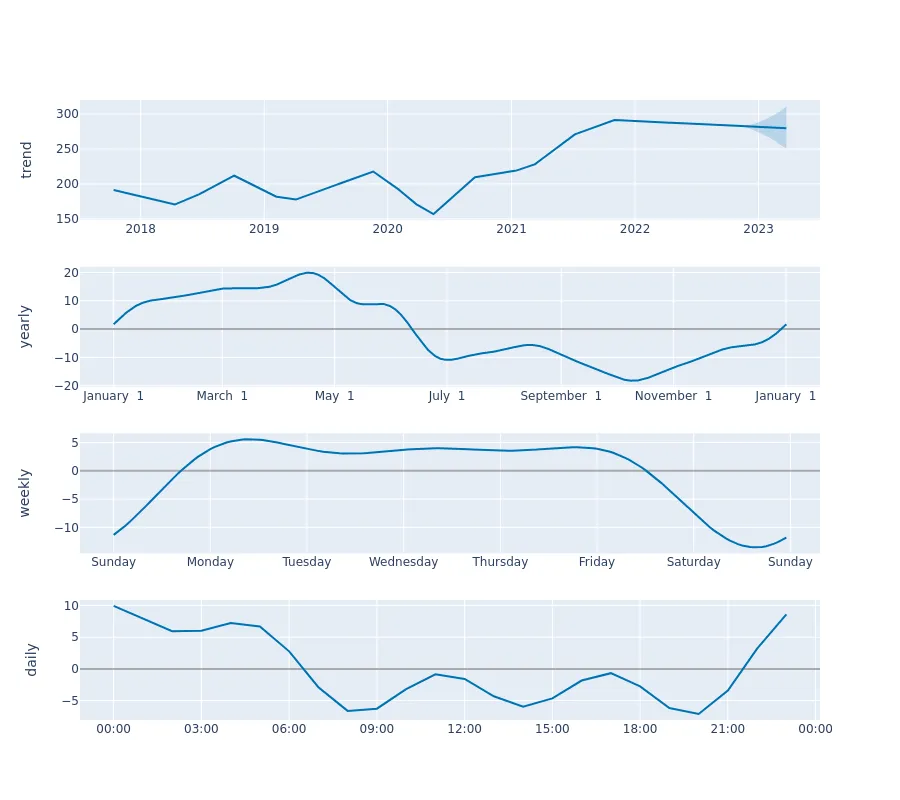 trend
300
250
200
150
2018 2019 2020 2021 2022 2023
yearly
20
10
0
−10
−20
January 1 March 1 May 1 July 1 September 1 November 1 January 1
weekly
5
0
−5
−10
Sunday Monday Tuesday Wednesday Thursday Friday Saturday Sunday
daily
10
5
0
−5
00:00 03:00 06:00 09:00 12:00 15:00 18:00 21:00 00:00